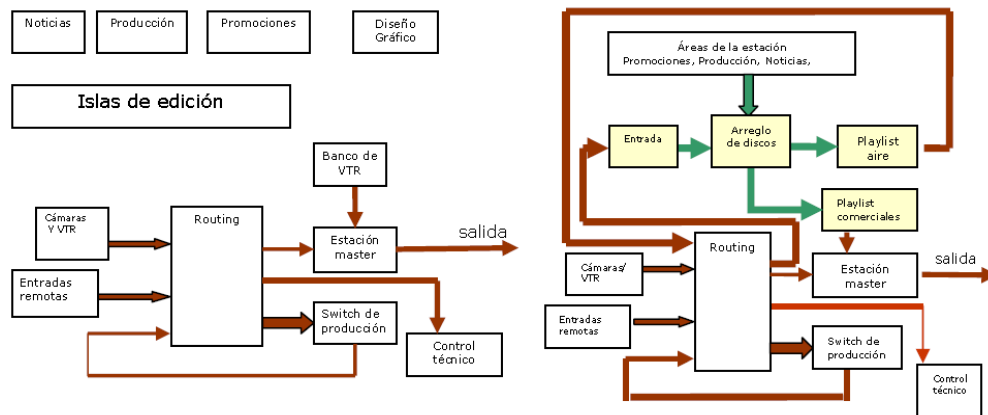 Noticias
Producción
Promociones
Diseño
Gráfico
Islas de edición
Banco de
VTR
Cámaras
Y VTR
Routing
Estación
master
salida
Entradas
remotas
Switch de
producción
Control
técnico
Áreas de la estación
Promociones, Producción, Noticias,
Entrada
Arreglo
de discos
Playlist
aire
Playlist
comerciales
Routing
Cámaras/
VTR
Estación
master
salida
Entradas
remotas
Switch de
producción
Control
técnico